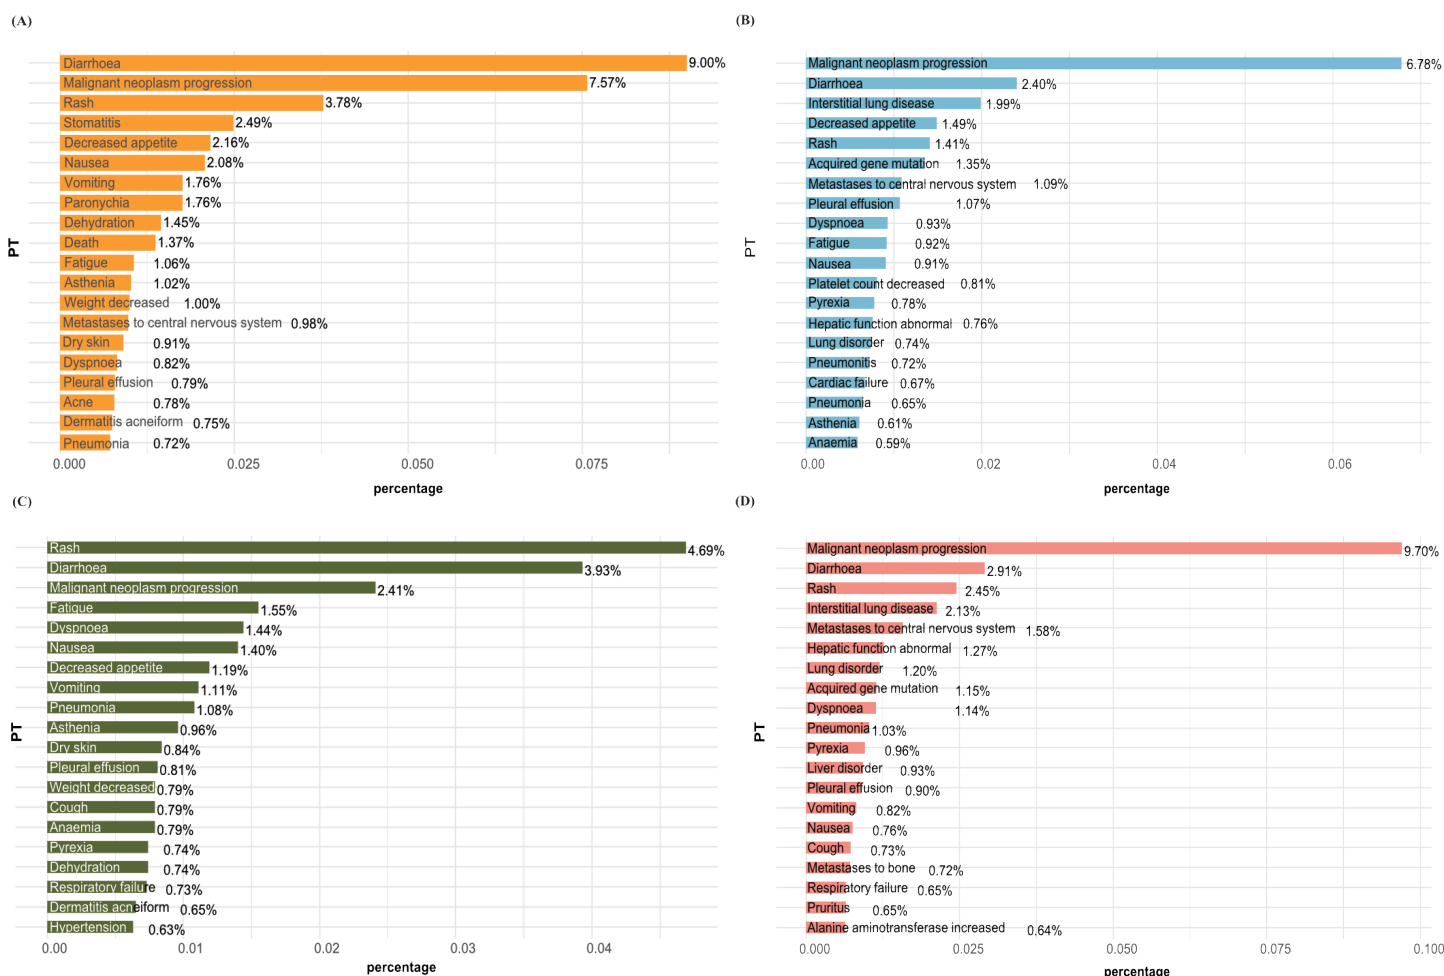 (A)
Diarrhoea 9.00%
Malignant neoplasm progression 7.57%
Rash 3.78%
Stomatitis 2.49%
Decreased appetite 2.16%
Nausea 2.08%
Vomiting 1.76%
Paronychia 1.76%
Dehydration 1.45%
Death 1.37%
Fatigue 1.06%
Asthenia 1.02%
Weight decreased 1.00%
Metastases to central nervous system 0.98%
Dry skin 0.91%
Dyspnoea 0.82%
Pleural effusion 0.79%
Acne 0.78%
Dermatitis acneiform 0.75%
Pneumonia 0.72%
PT
0.000 0.025 0.050 0.075
percentage
(B)
Malignant neoplasm progression 6.78%
Diarrhoea 2.40%
Interstitial lung disease 1.99%
Decreased appetite 1.49%
Rash 1.41%
Acquired gene mutation 1.35%
Metastases to central nervous system 1.09%
Pleural effusion 1.07%
Dyspnoea 0.93%
Fatigue 0.92%
Nausea 0.91%
Platelet count decreased 0.81%
Pyrexia 0.78%
Hepatic function abnormal 0.76%
Lung disorder 0.74%
Pneumonitis 0.72%
Cardiac failure 0.67%
Pneumonia 0.65%
Asthenia 0.61%
Anaemia 0.59%
PT
0.00 0.02 0.04 0.06
percentage
(C)
Rash 4.69%
Diarrhoea 3.93%
Malignant neoplasm progression 2.41%
Fatigue 1.55%
Dyspnoea 1.44%
Nausea 1.40%
Decreased appetite 1.19%
Vomiting 1.11%
Pneumonia 1.08%
Asthenia 0.96%
Dry skin 0.84%
Pleural effusion 0.81%
Weight decreased 0.79%
Cough 0.79%
Anaemia 0.79%
Pyrexia 0.74%
Dehydration 0.74%
Respiratory failure 0.73%
Dermatitis acneiform 0.65%
Hypertension 0.63%
PT
0.00 0.01 0.02 0.03 0.04
percentage
(D)
Malignant neoplasm progression 9.70%
Diarrhoea 2.91%
Rash 2.45%
Interstitial lung disease 2.13%
Metastases to central nervous system 1.58%
Hepatic function abnormal 1.27%
Lung disorder 1.20%
Acquired gene mutation 1.15%
Dyspnoea 1.14%
Pneumonia 1.03%
Pyrexia 0.96%
Liver disorder 0.93%
Pleural effusion 0.90%
Vomiting 0.82%
Nausea 0.76%
Cough 0.73%
Metastases to bone 0.72%
Respiratory failure 0.65%
Pruritus 0.65%
Alanine aminotransferase increased 0.64%
PT
0.000 0.025 0.050 0.075 0.100
percentage